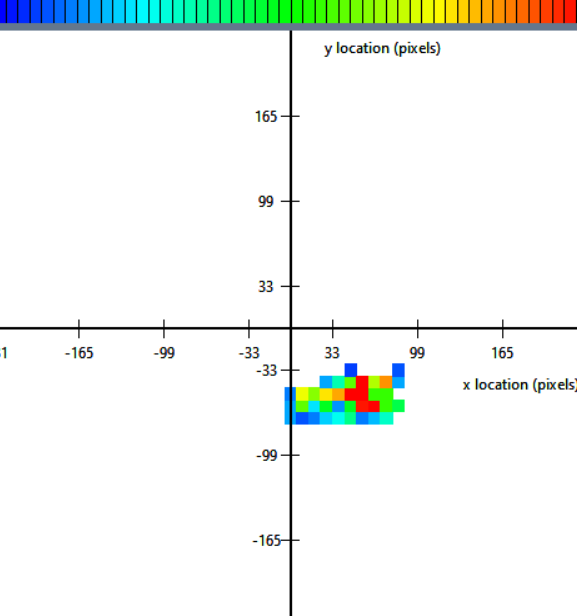 y location (pixels)
165
99
33
-165 -99 -33 33 99 165
-33
x location (pixels)
-99
-165